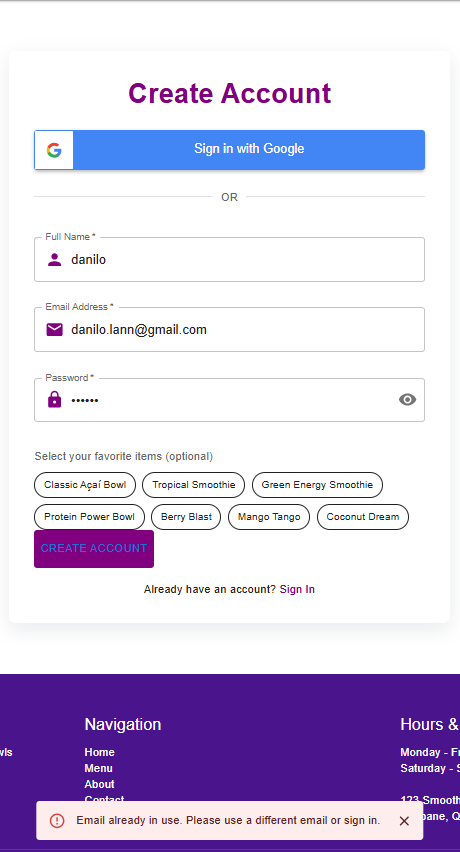 Create Account
Sign in with Google
OR
Full Name *
danilo
Email Address *
danilo.lann@gmail.com
Password *
••••••
Select your favorite items (optional)
Classic Açaí Bowl
Tropical Smoothie
Green Energy Smoothie
Protein Power Bowl
Berry Blast
Mango Tango
Coconut Dream
CREATE ACCOUNT
Already have an account? Sign In
Navigation
Hours &
wls
Home
Monday - Fr
Menu
Saturday - S
About
Contact
123 Smooth
Email already in use. Please use a different email or sign in.
bane, Q